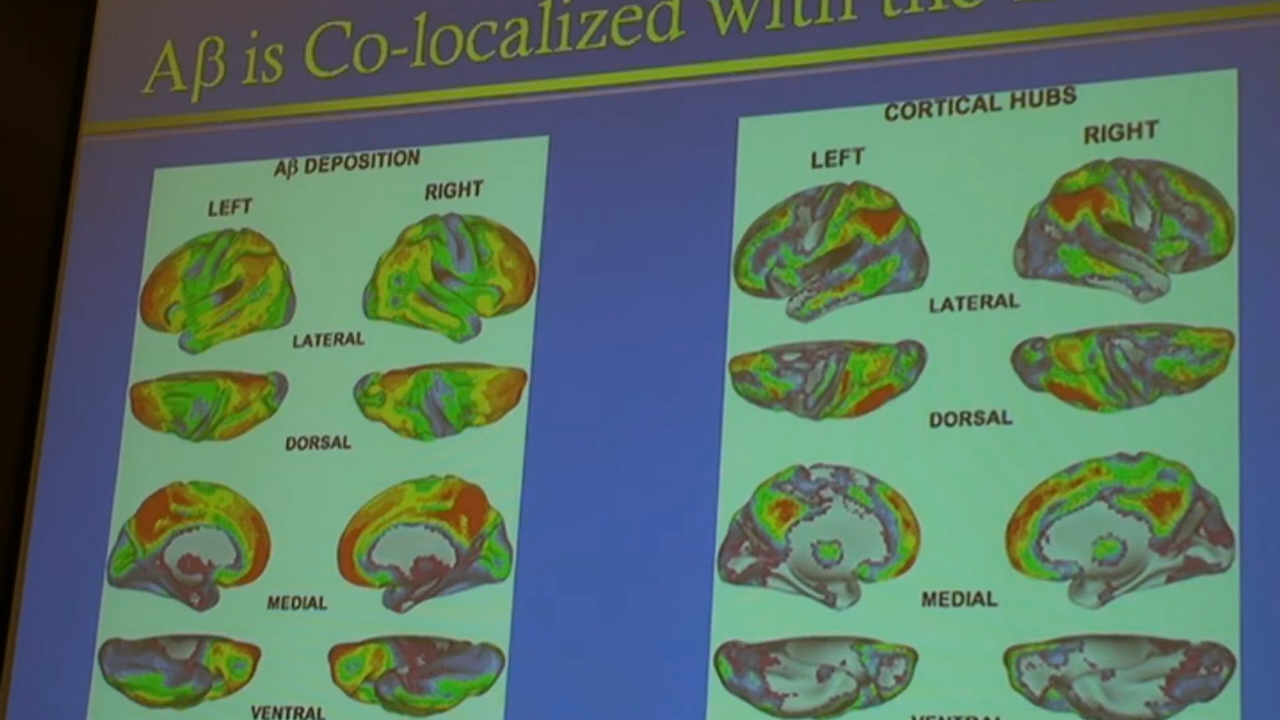 Aβ is Co-localized with the
Aβ DEPOSITION
LEFT
RIGHT
LATERAL
DORSAL
MEDIAL
VENTRAL
CORTICAL HUBS
LEFT
RIGHT
LATERAL
DORSAL
MEDIAL
VENTRAL